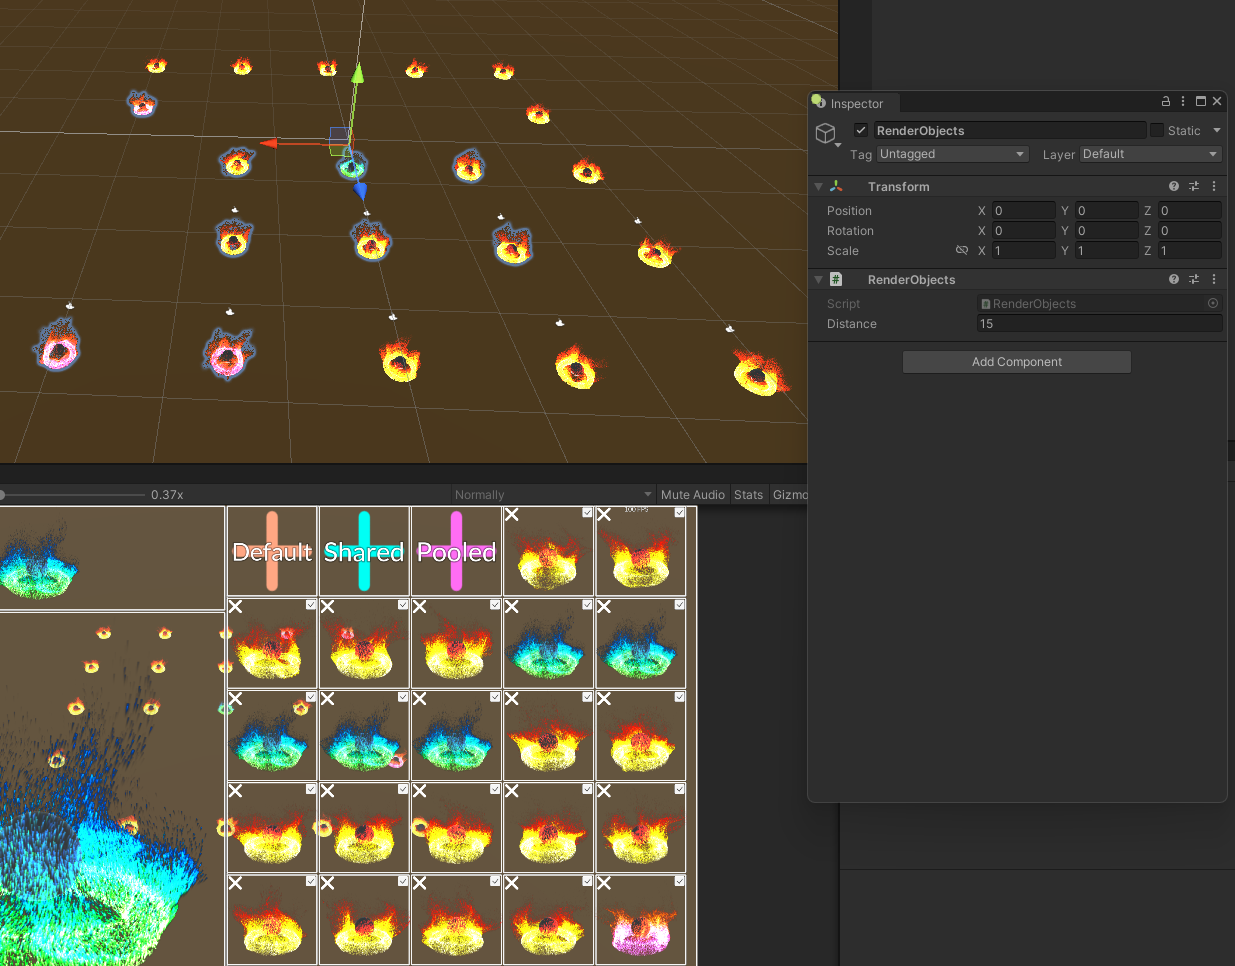 Inspector
RenderObjects
Static
Tag Untagged Layer Default
Transform
Position X 0 Y 0 Z 0
Rotation X 0 Y 0 Z 0
Scale X 1 Y 1 Z 1
# RenderObjects
Script RenderObjects
Distance 15
Add Component
0.37x Normally Mute Audio Stats Gizmo
100 FPS
Default Shared Pooled